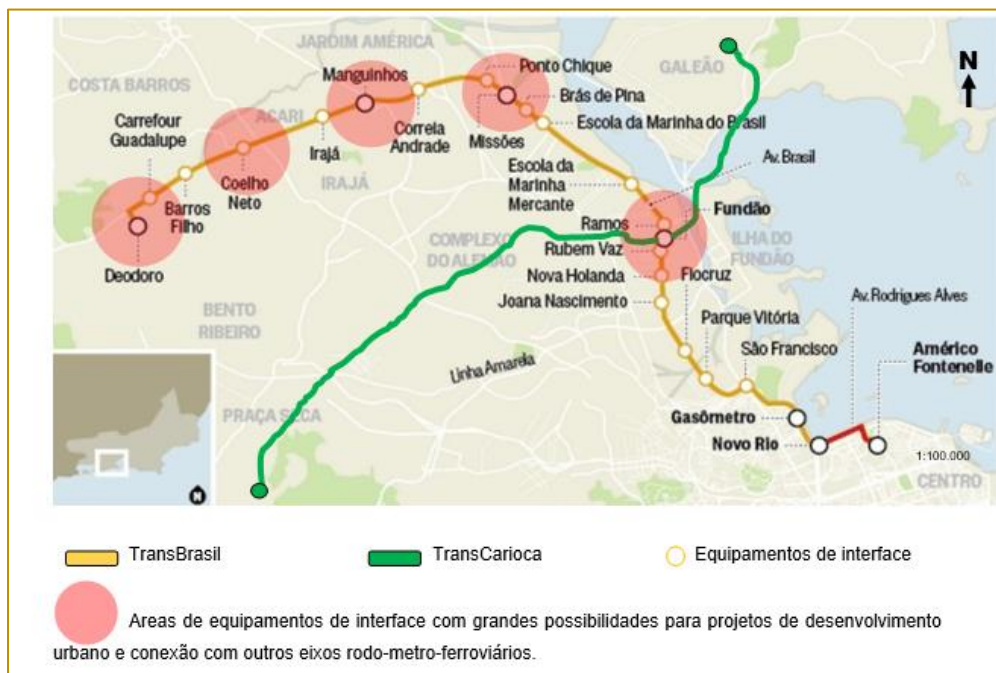 JARDIM AMÉRICA
GALEÃO
N
COSTA BARROS
Manguinhos
Ponto Chique
Carrefour
Guadalupe
ACARI
Brás de Pina
Escola da Marinha do Brasil
Missões
Correia
Andrade
Irajá
IRAJÁ
Coelho
Neto
Barros
Filho
Deodoro
Av. Brasil
Escola da
Marinha
Mercante
Ramos
Fundão
COMPLEXO
DO ALEMÃO
Rubem Vaz
ILHA DO
FUNDÃO
Nova Holanda
Fiocruz
Joana Nascimento
BENTO
RIBEIRO
Av. Rodrigues Alves
Parque Vitória
São Francisco
Linha Amarela
Américo
Fontenelle
PRAÇA SECA
Gasômetro
Novo Rio
1:100.000
CENTRO
N
TransBrasil
TransCarioca
Equipamentos de interface
Areas de equipamentos de interface com grandes possibilidades para projetos de desenvolvimento
urbano e conexão com outros eixos rodo-metro-ferroviários.